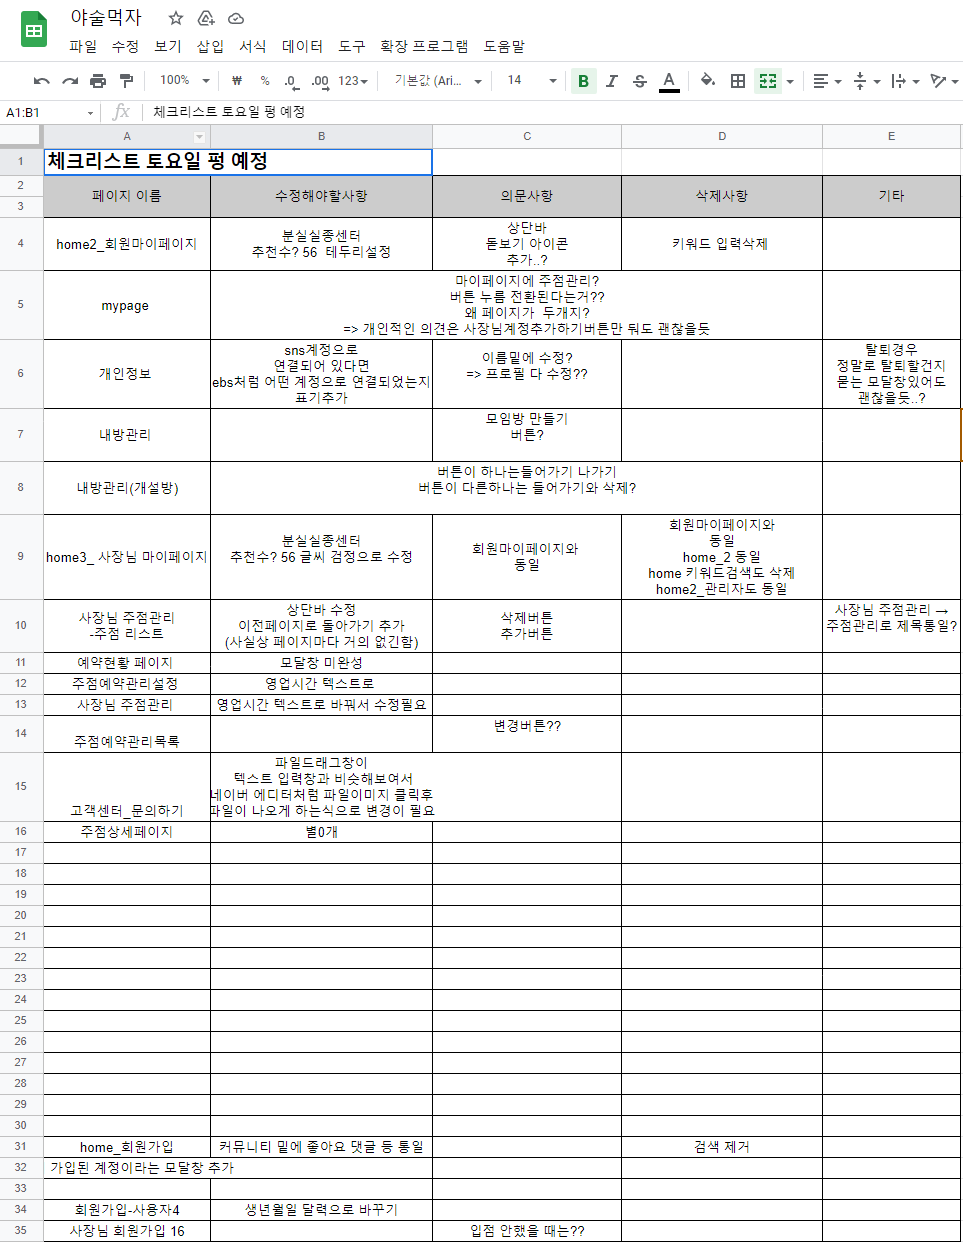 야술먹자
파일 수정 보기 삽입 서식 데이터 도구 확장 프로그램 도움말
100% ₩ % .0 .00 123 기본값 (Ari... 14 B I S A
A1:B1 fx 체크리스트 토요일 펑 예정
A B C D E
1 체크리스트 토요일 펑 예정
2
3
페이지 이름 수정해야할사항 의문사항 삭제사항 기타
4
home2_회원마이페이지
분실실종센터
추천수? 56 테두리설정
상단바
돋보기 아이콘
추가..?
키워드 입력삭제
5
mypage
마이페이지에 주점관리?
버튼 누름 전환된다는거??
왜 페이지가 두개지?
=> 개인적인 의견은 사장님계정추가하기버튼만 둬도 괜찮을듯
6
개인정보
sns계정으로
연결되어 있다면
ebs처럼 어떤 계정으로 연결되었는지
표기추가
이름밑에 수정?
=> 프로필 다 수정??
탈퇴경우
정말로 탈퇴할건지
묻는 모달창있어도
괜찮을듯..?
7
내방관리
모임방 만들기
버튼?
8
내방관리(개설방)
버튼이 하나는들어가기 나가기
버튼이 다른하나는 들어가기와 삭제?
9
home3_ 사장님 마이페이지
분실실종센터
추천수? 56 글씨 검정으로 수정
회원마이페이지와
동일
회원마이페이지와
동일
home_2 동일
home 키워드검색도 삭제
home2_관리자도 동일
10
사장님 주점관리
-주점 리스트
상단바 수정
이전페이지로 돌아가기 추가
(사실상 페이지마다 거의 없긴함)
삭제버튼
추가버튼
사장님 주점관리 →
주점관리로 제목통일?
11 예약현황 페이지 모달창 미완성
12 주점예약관리설정 영업시간 텍스트로
13 사장님 주점관리 영업시간 텍스트로 바꿔서 수정필요
14 주점예약관리목록 변경버튼??
15
고객센터_문의하기
파일드래그창이
텍스트 입력창과 비슷해보여서
네이버 에디터처럼 파일이미지 클릭후
파일이 나오게 하는식으로 변경이 필요
16 주점상세페이지 별0개
17
18
19
20
21
22
23
24
25
26
27
28
29
30
31 home_회원가입 커뮤니티 밑에 좋아요 댓글 등 통일 검색 제거
32 가입된 계정이라는 모달창 추가
33
34 회원가입-사용자4 생년월일 달력으로 바꾸기
35 사장님 회원가입 16 입점 안했을 때는??